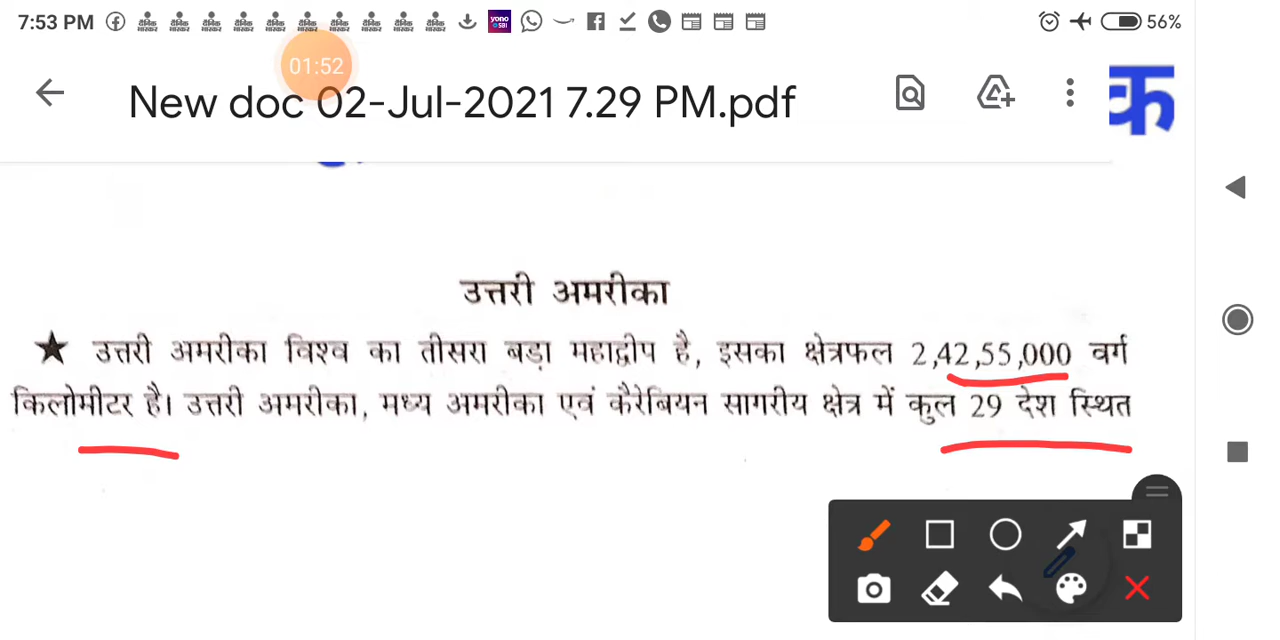 7:53 PM 56%
01:52
New doc 02-Jul-2021 7.29 PM.pdf
क
उत्तरी अमरीका
★ उत्तरी अमरीका विश्व का तीसरा बड़ा महाद्वीप है, इसका क्षेत्रफल 2,42,55,000 वर्ग
किलोमीटर है। उत्तरी अमरीका, मध्य अमरीका एवं कैरेबियन सागरीय क्षेत्र में कुल 29 देश स्थित